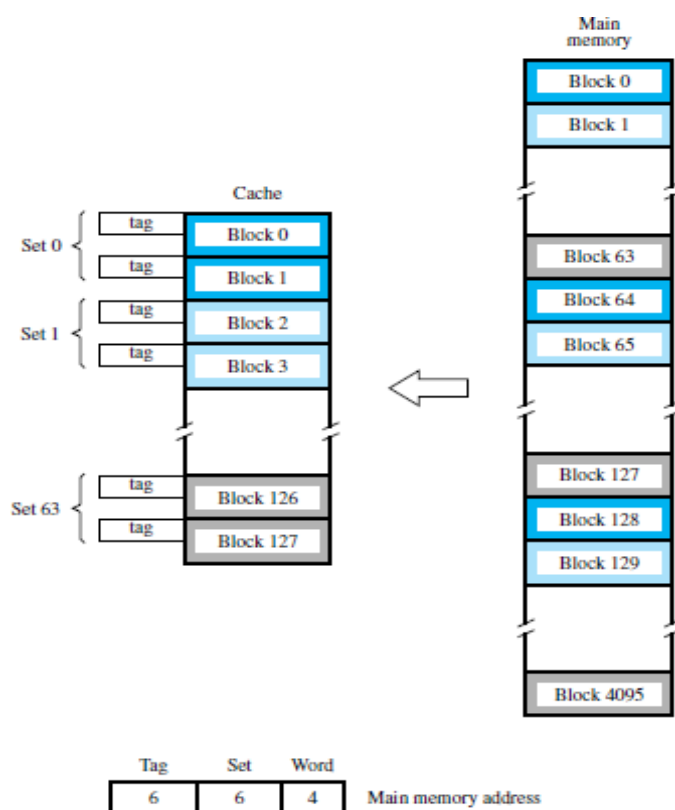 Main
memory
Block 0
Block 1
Cache
tag
Block 0
Set 0
Block 63
tag
Block 1
Block 64
tag
Block 2
Set 1
Block 65
tag
Block 3
Block 127
tag
Block 126
Set 63
Block 128
tag
Block 127
Block 129
Block 4095
Tag Set Word
6 6 4 Main memory address